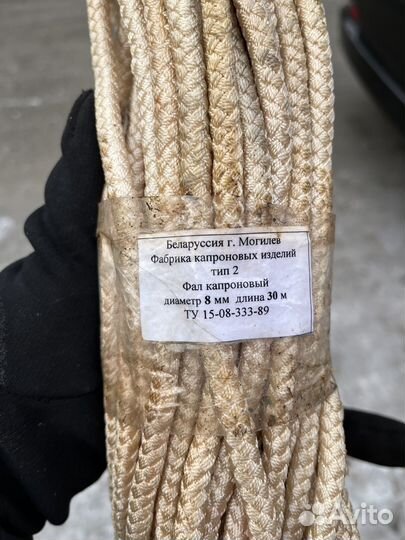 Беларуссия г. Могилев
Фабрика капроновых изделий
тип 2
Фал капроновый
диаметр 8 мм длина 30 м
ТУ 15-08-333-89
Avito